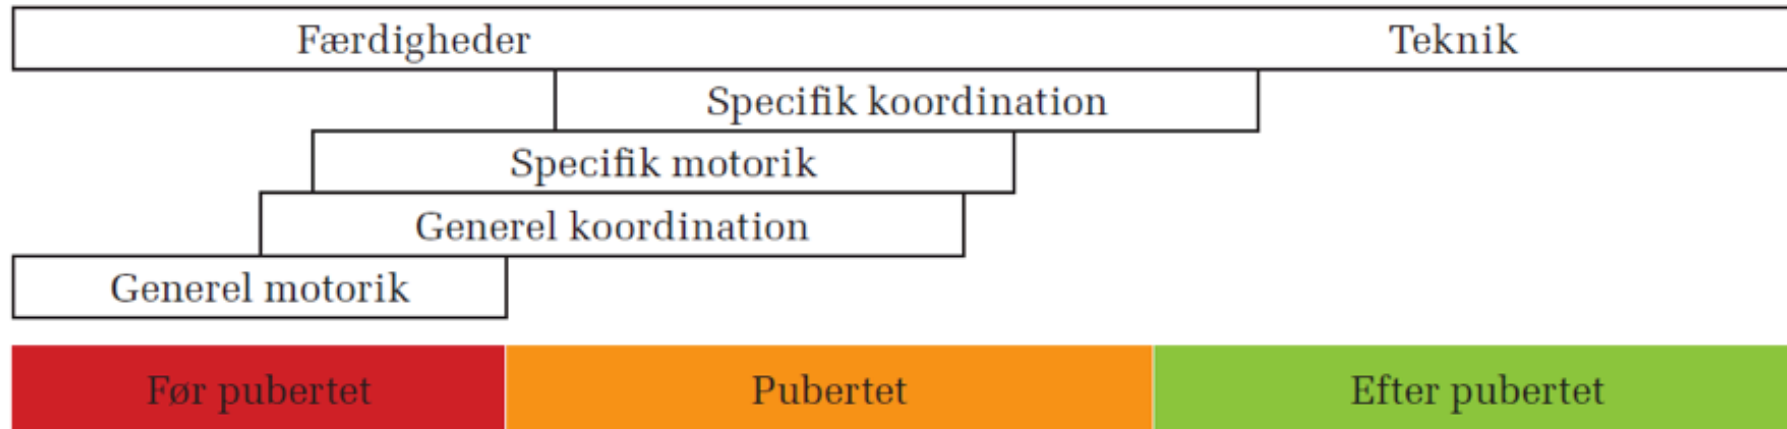 Færdigheder Teknik
Specifik koordination
Specifik motorik
Generel koordination
Generel motorik
Før pubertet Pubertet Efter pubertet